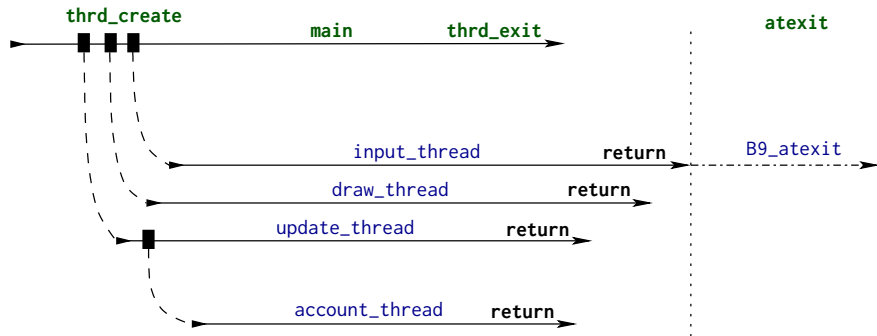 thrd_create
main
thrd_exit
atexit
input_thread
return
B9_atexit
draw_thread
return
update_thread
return
account_thread
return